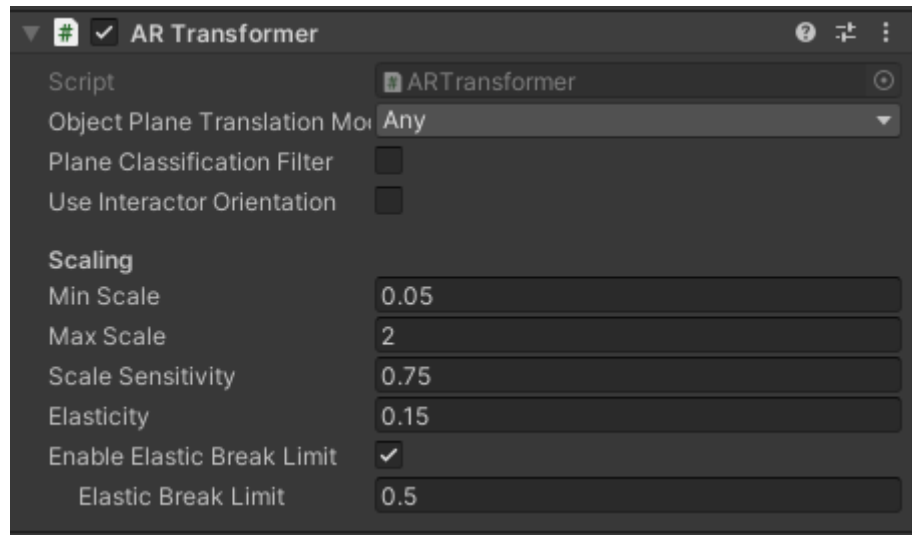 AR Transformer
Script ARTransformer
Object Plane Translation Mo Any
Plane Classification Filter
Use Interactor Orientation
Scaling
Min Scale 0.05
Max Scale 2
Scale Sensitivity 0.75
Elasticity 0.15
Enable Elastic Break Limit
Elastic Break Limit 0.5